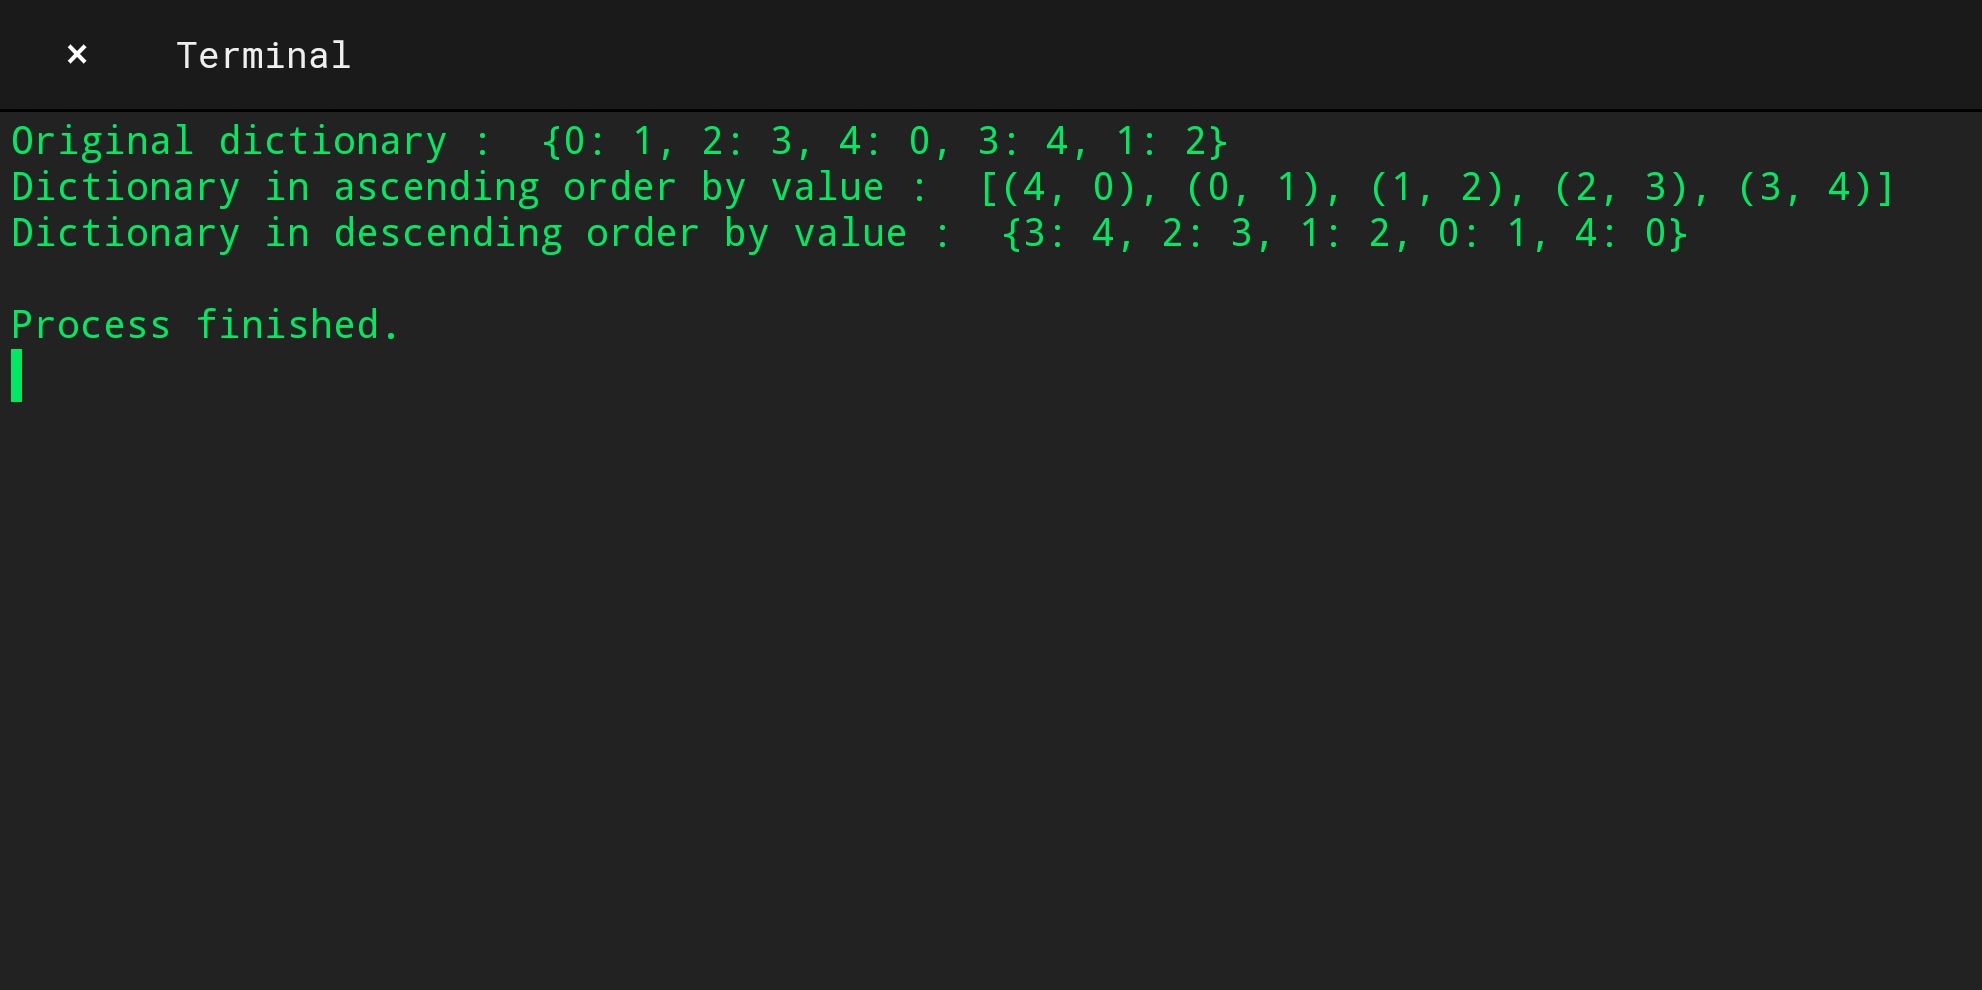 × Terminal
Original dictionary :  {0: 1, 2: 3, 4: 0, 3: 4, 1: 2}
Dictionary in ascending order by value :  [(4, 0), (0, 1), (1, 2), (2, 3), (3, 4)]
Dictionary in descending order by value :  {3: 4, 2: 3, 1: 2, 0: 1, 4: 0}
Process finished.